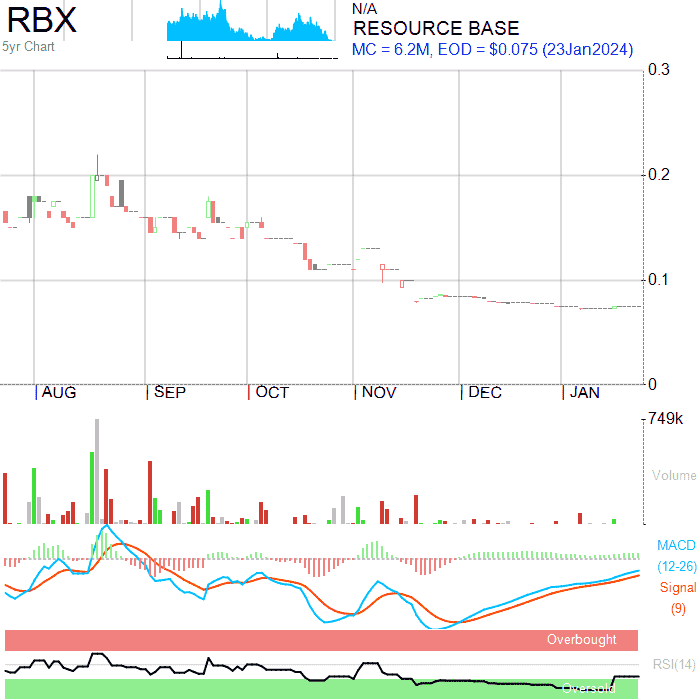 RBX
5yr Chart
N/A
RESOURCE BASE
MC = 6.2M, EOD = $0.075 (23Jan2024)
0.3
0.2
0.1
0
AUG SEP OCT NOV DEC JAN
749k
Volume
MACD
(12-26)
Signal
(9)
Overbought
RSI(14)
Oversold